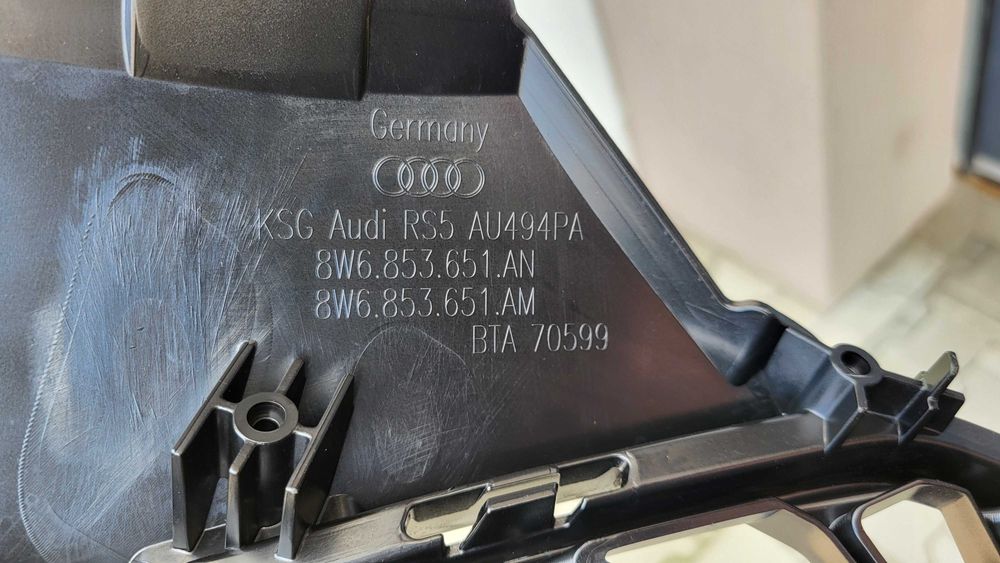 Germany
KSG Audi RS5 AU494PA
8W6.853.651.AN
8W6.853.651.AM
BTA 70599